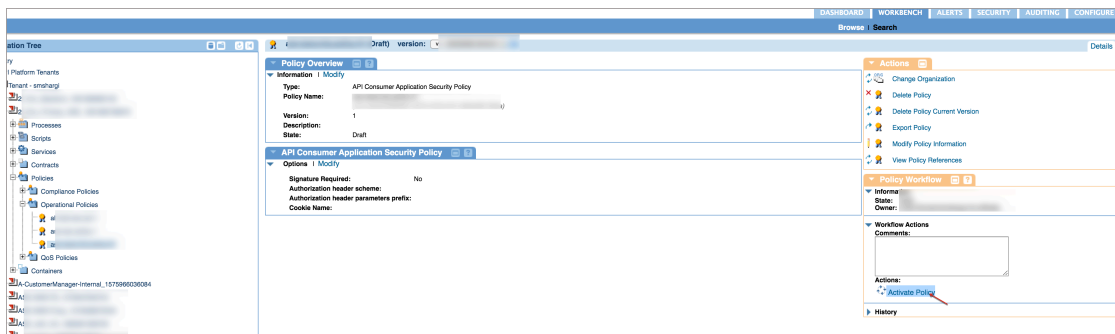 DASHBOARD WORKBENCH ALERTS SECURITY AUDITING CONFIGURE
Browse | Search
ation Tree
Draft) version:
Details
ry
l Platform Tenants
Tenant - smshargi
Processes
Scripts
Services
Contracts
Policies
Compliance Policies
Operational Policies
QoS Policies
Containers
A-CustomerManager-Internal_1575966036084
Policy Overview
Information | Modify
Type: API Consumer Application Security Policy
Policy Name:
Version: 1
Description:
State: Draft
API Consumer Application Security Policy
Options | Modify
Signature Required: No
Authorization header scheme:
Authorization header parameters prefix:
Cookie Name:
Actions
Change Organization
Delete Policy
Delete Policy Current Version
Export Policy
Modify Policy Information
View Policy References
Policy Workflow
Informa
State:
Owner:
Workflow Actions
Comments:
Actions:
Activate Policy
History